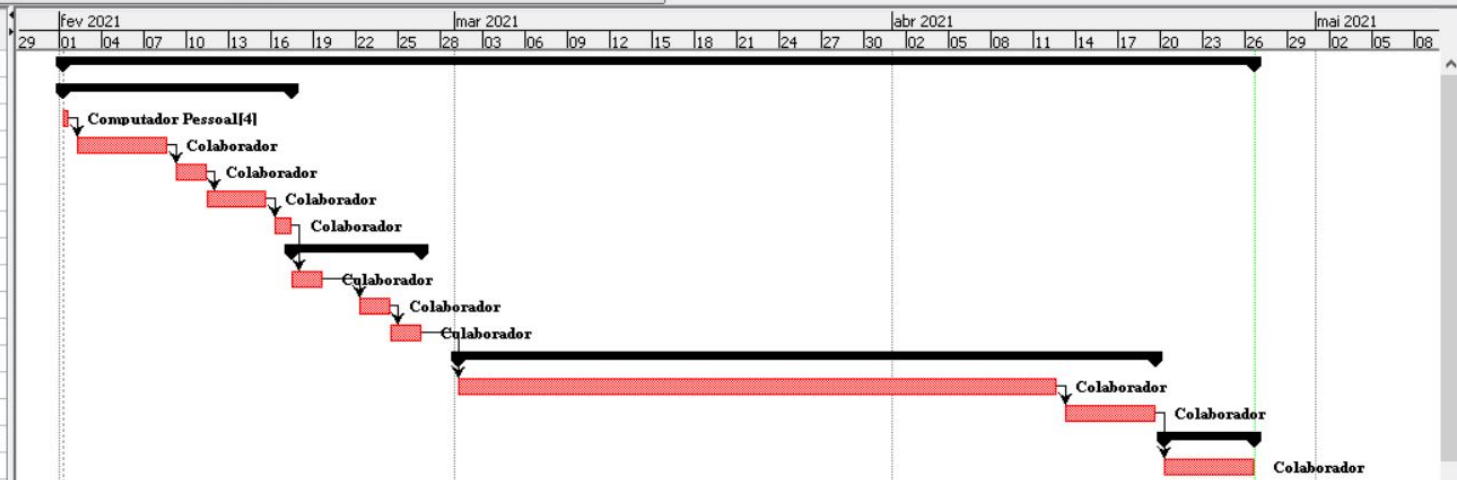 fev 2021 mar 2021 abr 2021 mai 2021
29 01 04 07 10 13 16 19 22 25 28 03 06 09 12 15 18 21 24 27 30 02 05 08 11 14 17 20 23 26 29 02 05 08
Computador Pessoal[4]
Colaborador
Colaborador
Colaborador
Colaborador
Colaborador
Colaborador
Colaborador
Colaborador
Colaborador
Colaborador